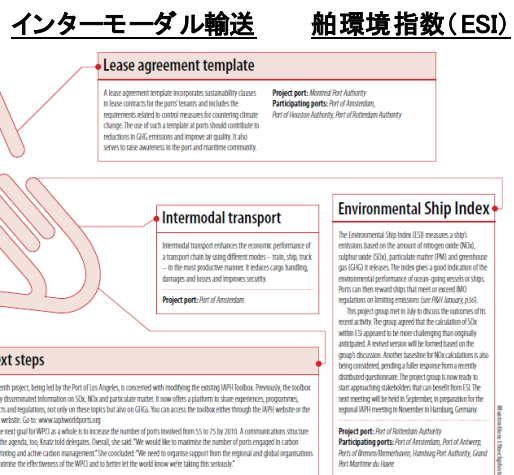 インターモーダル輸送 舶環境指数(ESI)
Lease agreement template
A lease agreement template incorporates sustainability clauses
in lease contracts for the ports' tenants and includes the
requirements related to control measures for countering climate
change. The use of such a template at ports should contribute to
reductions in GHG emissions and improve air quality. It also
serves to raise awareness in the port and maritime community.
Project port: Montreal Port Authority
Participating ports: Port of Amsterdam,
Port of Houston Authority, Port of Rotterdam Authority
Intermodal transport
Intermodal transport enhances the economic performance of
a transport chain by using different modes – train, ship, truck
– in the most productive manner. It reduces cargo handling,
damages and losses and improves security.
Project port: Port of Amsterdam
Environmental Ship Index
The Environmental Ship Index (ESI) measures a ship's
emissions based on the amount of nitrogen oxide (NOx),
sulphur oxide (SOx), particulate matter (PM) and greenhouse
gas (GHG) it releases. The index gives a good indication of the
environmental performance of ocean-going vessels or ships.
Ports can then reward ships that meet or exceed IMO
regulations on limiting emissions (see P&H January, p36).
This project group met in July to discuss the outcomes of its
recent activity. The group agreed that the calculation of SOx
within ESI appeared to be more challenging than originally
anticipated. A revised version will be formed based on the
group's discussion. Another baseline for NOx calculations is also
being considered, pending a fuller response from a recently
distributed questionnaire. The project group is now ready to
start approaching stakeholders that can benefit from ESI. The
next meeting will be held in September, in preparation for the
regional IAPH meeting in November in Hamburg, Germany.
Project port: Port of Rotterdam Authority
Participating ports: Port of Amsterdam, Port of Antwerp,
Ports of Bremen/Bremerhaven, Hamburg Port Authority, Grand
Port Maritime du Havre
ext steps
enth project, being led by the Port of Los Angeles, is concerned with modifying the existing IAPH Toolbox. Previously, the toolbox
y disseminated information on SOx, NOx and particulate matter. It now offers a platform to share experiences, programmes,
cts and regulations, not only on these topics but also on GHGs. You can access the toolbox either through the IAPH website or the
website. Go to: www.iaphworldports.org
e next goal for WPCI as a whole is to increase the number of ports involved from 55 to 75 by 2010. A communications structure
the agenda, too, Knatz told delegates. Overall, she said: "We would like to maximise the number of ports engaged in carbon
rinting and active carbon management." She concluded: "We need to organise support from the regional and global organisations
ximise the effectiveness of the WPCI and to better let the world know we're taking this seriously."